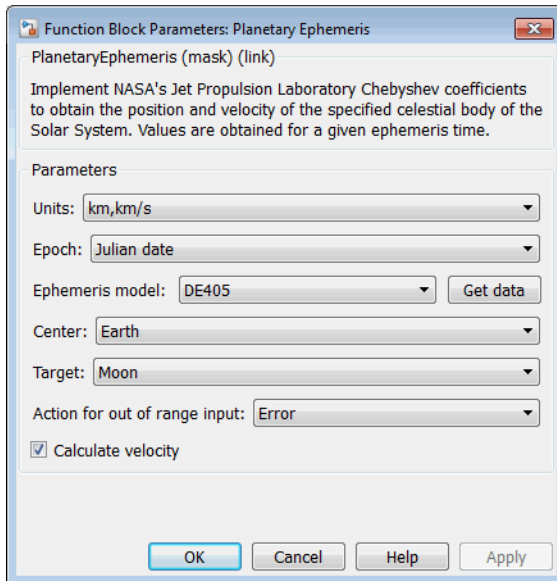 Function Block Parameters: Planetary Ephemeris
PlanetaryEphemeris (mask) (link)
Implement NASA's Jet Propulsion Laboratory Chebyshev coefficients
to obtain the position and velocity of the specified celestial body of the
Solar System. Values are obtained for a given ephemeris time.
Parameters
Units: km,km/s
Epoch: Julian date
Ephemeris model: DE405 Get data
Center: Earth
Target: Moon
Action for out of range input: Error
Calculate velocity
OK Cancel Help Apply